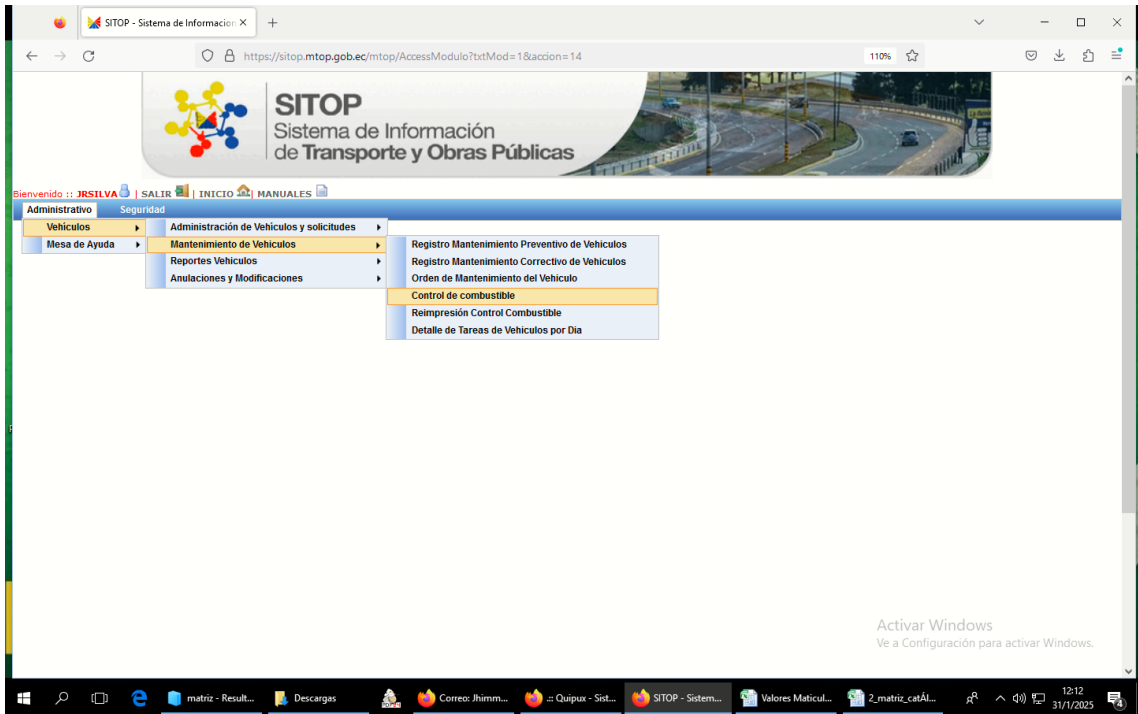 SITOP - Sistema de Informacion
https://sitop.mtop.gob.ec/mtop/AccessModulo?txtMod=1&accion=14
110%
SITOP
Sistema de Información
de Transporte y Obras Públicas
Bienvenido :: JRSILVA | SALIR | INICIO | MANUALES
Administrativo Seguridad
Vehículos Administración de Vehículos y solicitudes
Mesa de Ayuda Mantenimiento de Vehículos Registro Mantenimiento Preventivo de Vehiculos
Reportes Vehiculos Registro Mantenimiento Correctivo de Vehiculos
Anulaciones y Modificaciones Orden de Mantenimiento del Vehiculo
Control de combustible
Reimpresión Control Combustible
Detalle de Tareas de Vehiculos por Dia
Activar Windows
Ve a Configuración para activar Windows.
matriz - Result... Descargas Correo: Jhimm... .:: Quipux - Sist... SITOP - Sistem... Valores Maticul... 2_matriz_catÁl... 12:12
31/1/2025 4